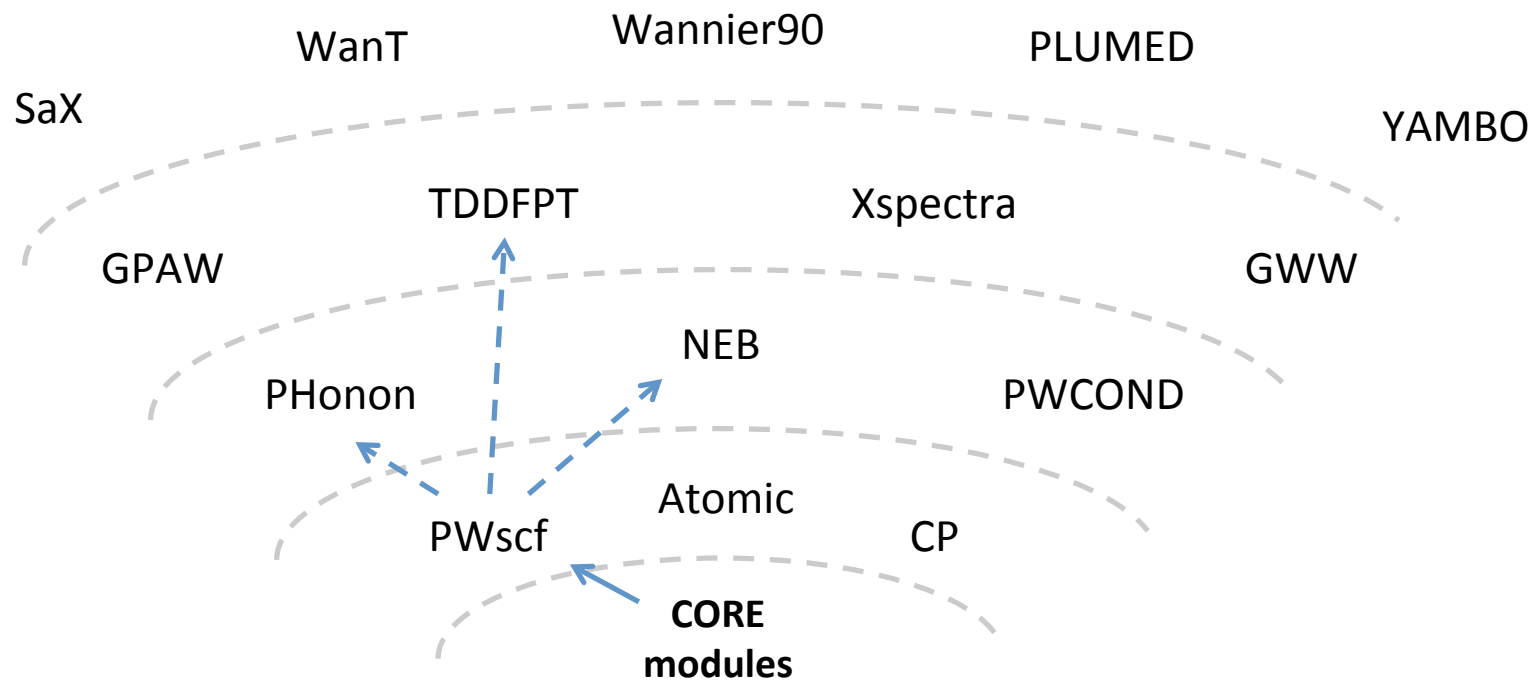 Wannier90
WanT
PLUMED
SaX
YAMBO
TDDFPT
Xspectra
GPAW
GWW
NEB
PHonon
PWCOND
Atomic
PWscf
CP
CORE
modules